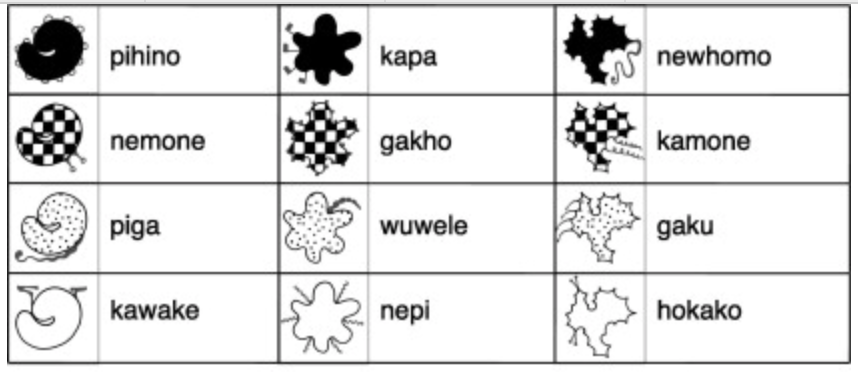 pihino kapa newhomo
nemone gakho kamone
piga wuwele gaku
kawake nepi hokako